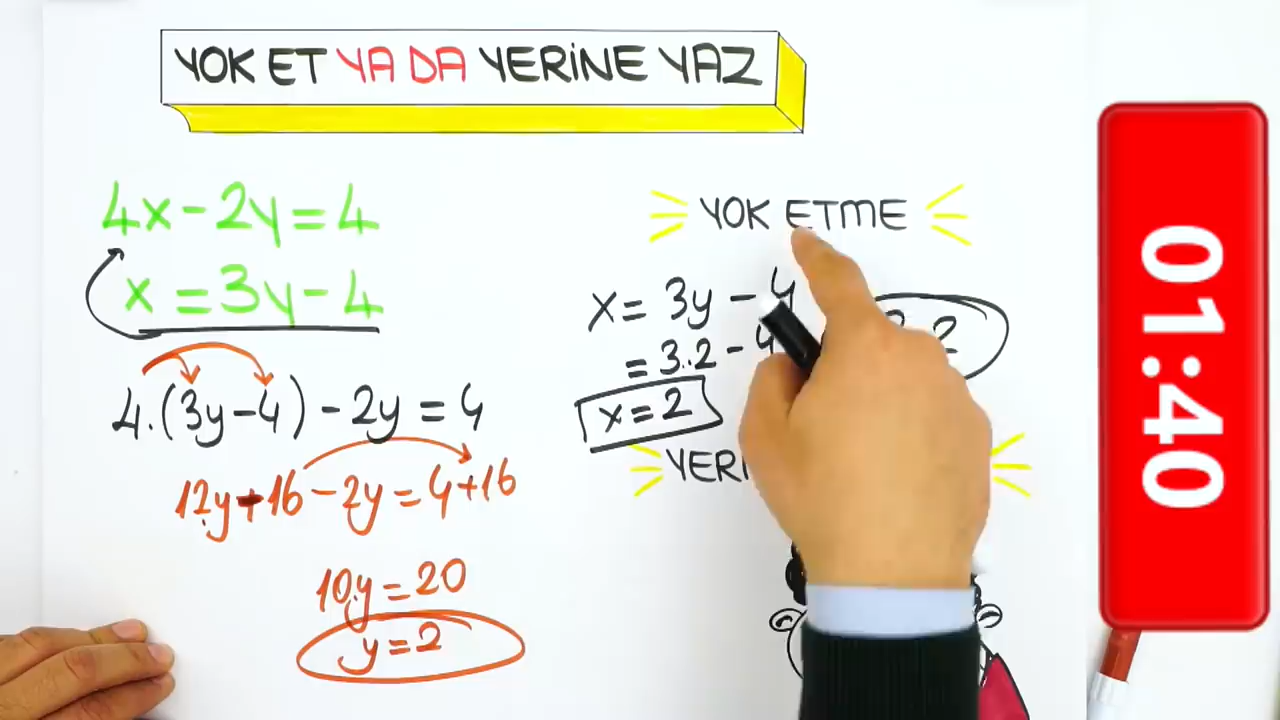 YOK ET YA DA YERİNE YAZ
4x - 2y = 4
x = 3y - 4
4.(3y-4) - 2y = 4
12y - 16 - 2y = 4 + 16
10y = 20
y = 2
YOK ETME
x = 3y - 4
= 3.2 - 4
x = 2
01:40